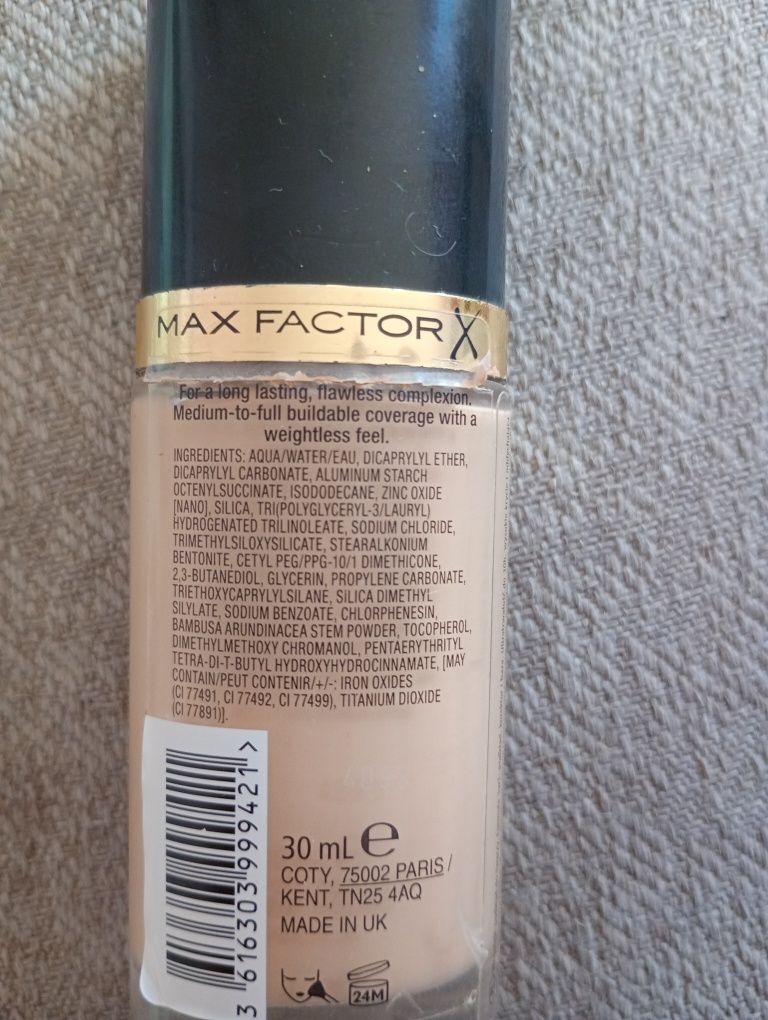 MAX FACTOR X
For a long lasting, flawless complexion.
Medium-to-full buildable coverage with a
weightless feel.
INGREDIENTS: AQUA/WATER/EAU, DICAPRYLYL ETHER,
DICAPRYLYL CARBONATE, ALUMINUM STARCH
OCTENYLSUCCINATE, ISODODECANE, ZINC OXIDE
[NANO], SILICA, TRI(POLYGLYCERYL-3/LAURYL)
HYDROGENATED TRILINOLEATE, SODIUM CHLORIDE,
TRIMETHYLSILOXYSILICATE, STEARALKONIUM
BENTONITE, CETYL PEG/PPG-10/1 DIMETHICONE,
2,3-BUTANEDIOL, GLYCERIN, PROPYLENE CARBONATE,
TRIETHOXYCAPRYLYLSILANE, SILICA DIMETHYL
SILYLATE, SODIUM BENZOATE, CHLORPHENESIN,
BAMBUSA ARUNDINACEA STEM POWDER, TOCOPHEROL,
DIMETHYLMETHOXY CHROMANOL, PENTAERYTHRITYL
TETRA-DI-T-BUTYL HYDROXYHYDROCINNAMATE, [MAY
CONTAIN/PEUT CONTENIR/+/-: IRON OXIDES
(CI 77491, CI 77492, CI 77499), TITANIUM DIOXIDE
(CI 77891)].
3 616303 999421 >
30 mL e
COTY, 75002 PARIS /
KENT, TN25 4AQ
MADE IN UK
24M